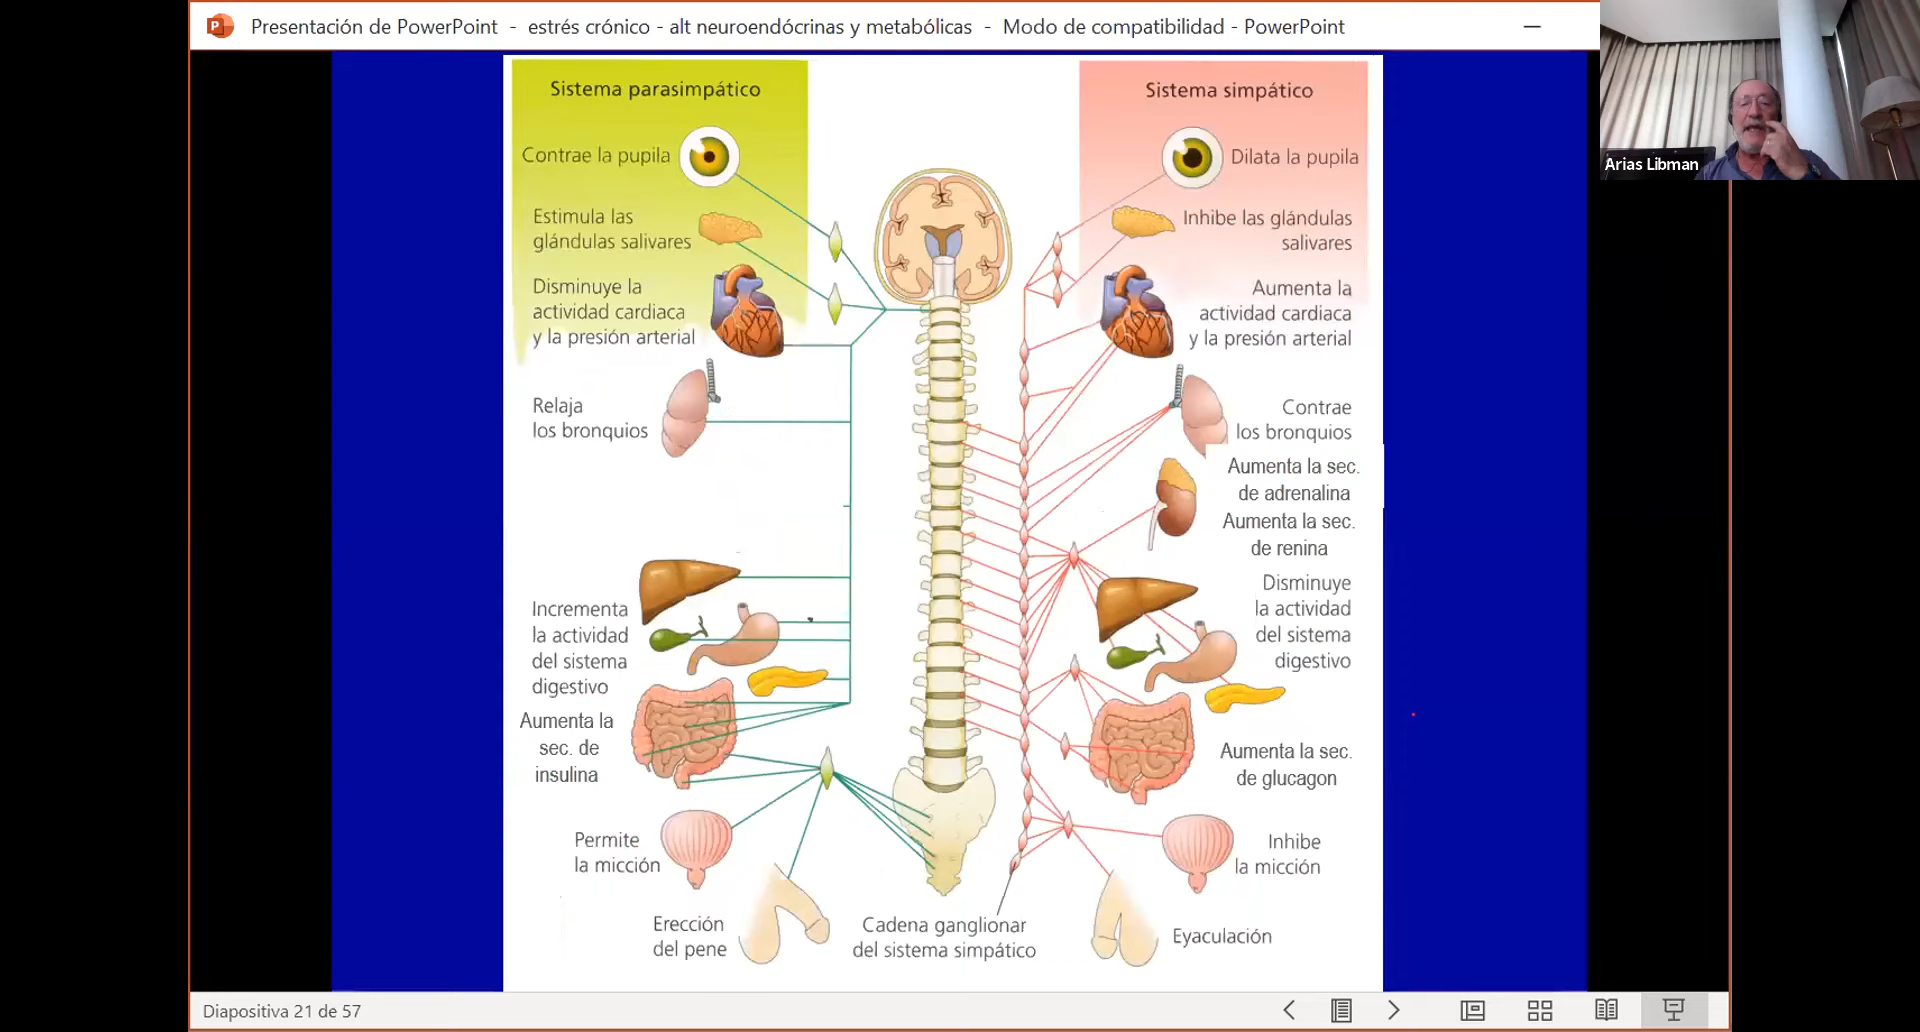 Presentación de PowerPoint - estrés crónico - alt neuroendócrinas y metabólicas - Modo de compatibilidad - PowerPoint
Arias Libman
Sistema parasimpático
Contrae la pupila
Estimula las
glándulas salivares
Disminuye la
actividad cardiaca
y la presión arterial
Relaja
los bronquios
Incrementa
la actividad
del sistema
digestivo
Aumenta la
sec. de
insulina
Permite
la micción
Erección
del pene
Cadena ganglionar
del sistema simpático
Sistema simpático
Dilata la pupila
Inhibe las glándulas
salivares
Aumenta la
actividad cardiaca
y la presión arterial
Contrae
los bronquios
Aumenta la sec.
de adrenalina
Aumenta la sec.
de renina
Disminuye
la actividad
del sistema
digestivo
Aumenta la sec.
de glucagon
Inhibe
la micción
Eyaculación
Diapositiva 21 de 57